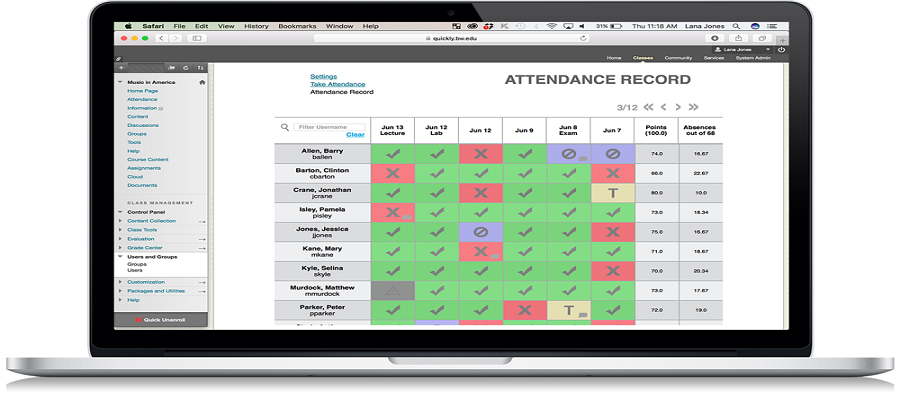 Safari File Edit View History Bookmarks Window Help
31% Thu 11:18 AM Lana Jones
quickly.bw.edu
Lana Jones
Home Classes Community Services System Admin
Music in America
Home Page
Attendance
Information
Content
Discussions
Groups
Tools
Help
Course Content
Assignments
Cloud
Documents
CLASS MANAGEMENT
Control Panel
Content Collection
Class Tools
Evaluation
Grade Center
Users and Groups
Groups
Users
Customization
Packages and Utilities
Help
Quick Unenroll
Settings
Take Attendance
Attendance Record
ATTENDANCE RECORD
3/12
Filter Username
Clear
Jun 13 Lecture
Jun 12 Lab
Jun 12
Jun 9
Jun 8 Exam
Jun 7
Points (100.0)
Absences out of 68
Allen, Barry
ballen
74.0 16.67
Barton, Clinton
cbarton
66.0 22.67
Crane, Jonathan
jcrane
T 80.0 10.0
Isley, Pamela
pisley
73.0 18.34
Jones, Jessica
jjones
75.0 16.67
Kane, Mary
mkane
71.0 18.67
Kyle, Selina
skyle
70.0 20.34
Murdock, Matthew
mmurdock
73.0 17.67
Parker, Peter
pparker
T 72.0 19.0